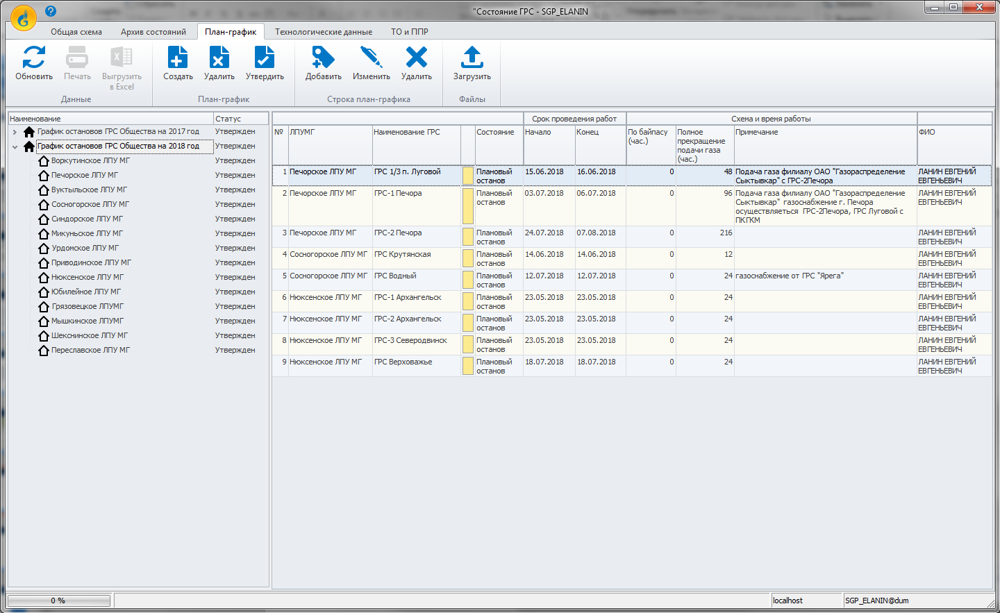 "Состояние ГРС - SGP_ELANIN
Общая схема
Архив состояний
План-график
Технологические данные
ТО и ППР
Обновить
Печать
Выгрузить
в Excel
Данные
Создать
Удалить
Утвердить
План-график
Добавить
Изменить
Удалить
Строка план-графика
Загрузить
Файлы
Наименование Статус
График остановов ГРС Общества на 2017 год Утвержден
График остановов ГРС Общества на 2018 год Утвержден
Воркутинское ЛПУ МГ Утвержден
Печорское ЛПУ МГ Утвержден
Вуктыльское ЛПУ МГ Утвержден
Сосногорское ЛПУ МГ Утвержден
Синдорское ЛПУ МГ Утвержден
Микуньское ЛПУ МГ Утвержден
Урдомское ЛПУ МГ Утвержден
Приводинское ЛПУ МГ Утвержден
Нюксенское ЛПУ МГ Утвержден
Юбилейное ЛПУ МГ Утвержден
Грязовецкое ЛПУМГ Утвержден
Мышкинское ЛПУМГ Утвержден
Шекснинское ЛПУ МГ Утвержден
Переславское ЛПУ МГ Утвержден
Срок проведения работ Схема и время работы
№ ЛПУМГ Наименование ГРС Состояние Начало Конец По байпасу Полное Примечание ФИО
(час.) прекращение
подачи газа
(час.)
1 Печорское ЛПУ МГ ГРС 1/3 п. Луговой Плановый 15.06.2018 16.06.2018 0 48 Подача газа филиалу ОАО "Газораспределение ЛАНИН ЕВГЕНИЙ
останов Сыктывкар" с ГРС-2Печора ЕВГЕНЬЕВИЧ
2 Печорское ЛПУ МГ ГРС-1 Печора Плановый 03.07.2018 06.07.2018 0 96 Подача газа филиалу ОАО "Газораспределение ЛАНИН ЕВГЕНИЙ
останов Сыктывкар" газоснабжение г. Печора ЕВГЕНЬЕВИЧ
осуществляеться ГРС-2Печора, ГРС Луговой с
ПКГКМ
3 Печорское ЛПУ МГ ГРС-2 Печора Плановый 24.07.2018 07.08.2018 0 216 ЛАНИН ЕВГЕНИЙ
останов ЕВГЕНЬЕВИЧ
4 Сосногорское ЛПУ МГ ГРС Крутянская Плановый 14.06.2018 14.06.2018 0 12 ЛАНИН ЕВГЕНИЙ
останов ЕВГЕНЬЕВИЧ
5 Сосногорское ЛПУ МГ ГРС Водный Плановый 12.07.2018 12.07.2018 0 24 газоснабжение от ГРС "Ярега" ЛАНИН ЕВГЕНИЙ
останов ЕВГЕНЬЕВИЧ
6 Нюксенское ЛПУ МГ ГРС-1 Архангельск Плановый 23.05.2018 23.05.2018 0 24 ЛАНИН ЕВГЕНИЙ
останов ЕВГЕНЬЕВИЧ
7 Нюксенское ЛПУ МГ ГРС-2 Архангельск Плановый 23.05.2018 23.05.2018 0 24 ЛАНИН ЕВГЕНИЙ
останов ЕВГЕНЬЕВИЧ
8 Нюксенское ЛПУ МГ ГРС-3 Северодвинск Плановый 23.05.2018 23.05.2018 0 24 ЛАНИН ЕВГЕНИЙ
останов ЕВГЕНЬЕВИЧ
9 Нюксенское ЛПУ МГ ГРС Верховажье Плановый 18.07.2018 18.07.2018 0 24 ЛАНИН ЕВГЕНИЙ
останов ЕВГЕНЬЕВИЧ
0 % localhost SGP_ELANIN@dum